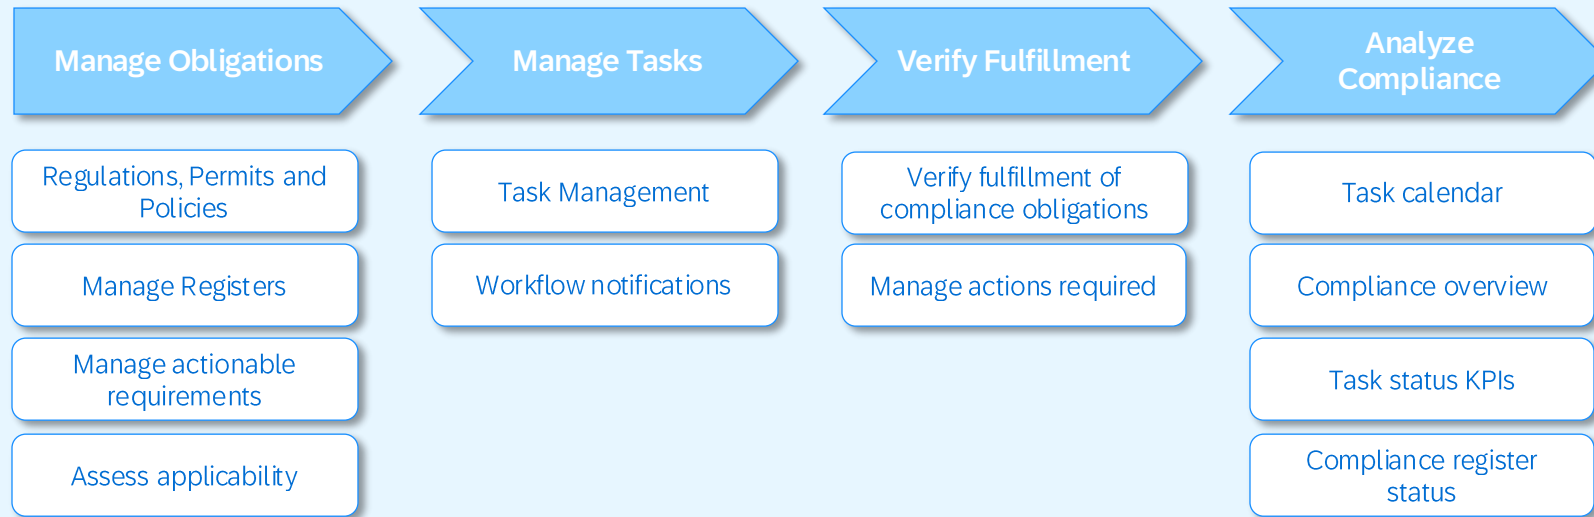 Manage Obligations
Manage Tasks
Verify Fulfillment
Analyze
Compliance
Regulations, Permits and
Policies
Manage Registers
Manage actionable
requirements
Assess applicability
Task Management
Workflow notifications
Verify fulfillment of
compliance obligations
Manage actions required
Task calendar
Compliance overview
Task status KPIs
Compliance register
status